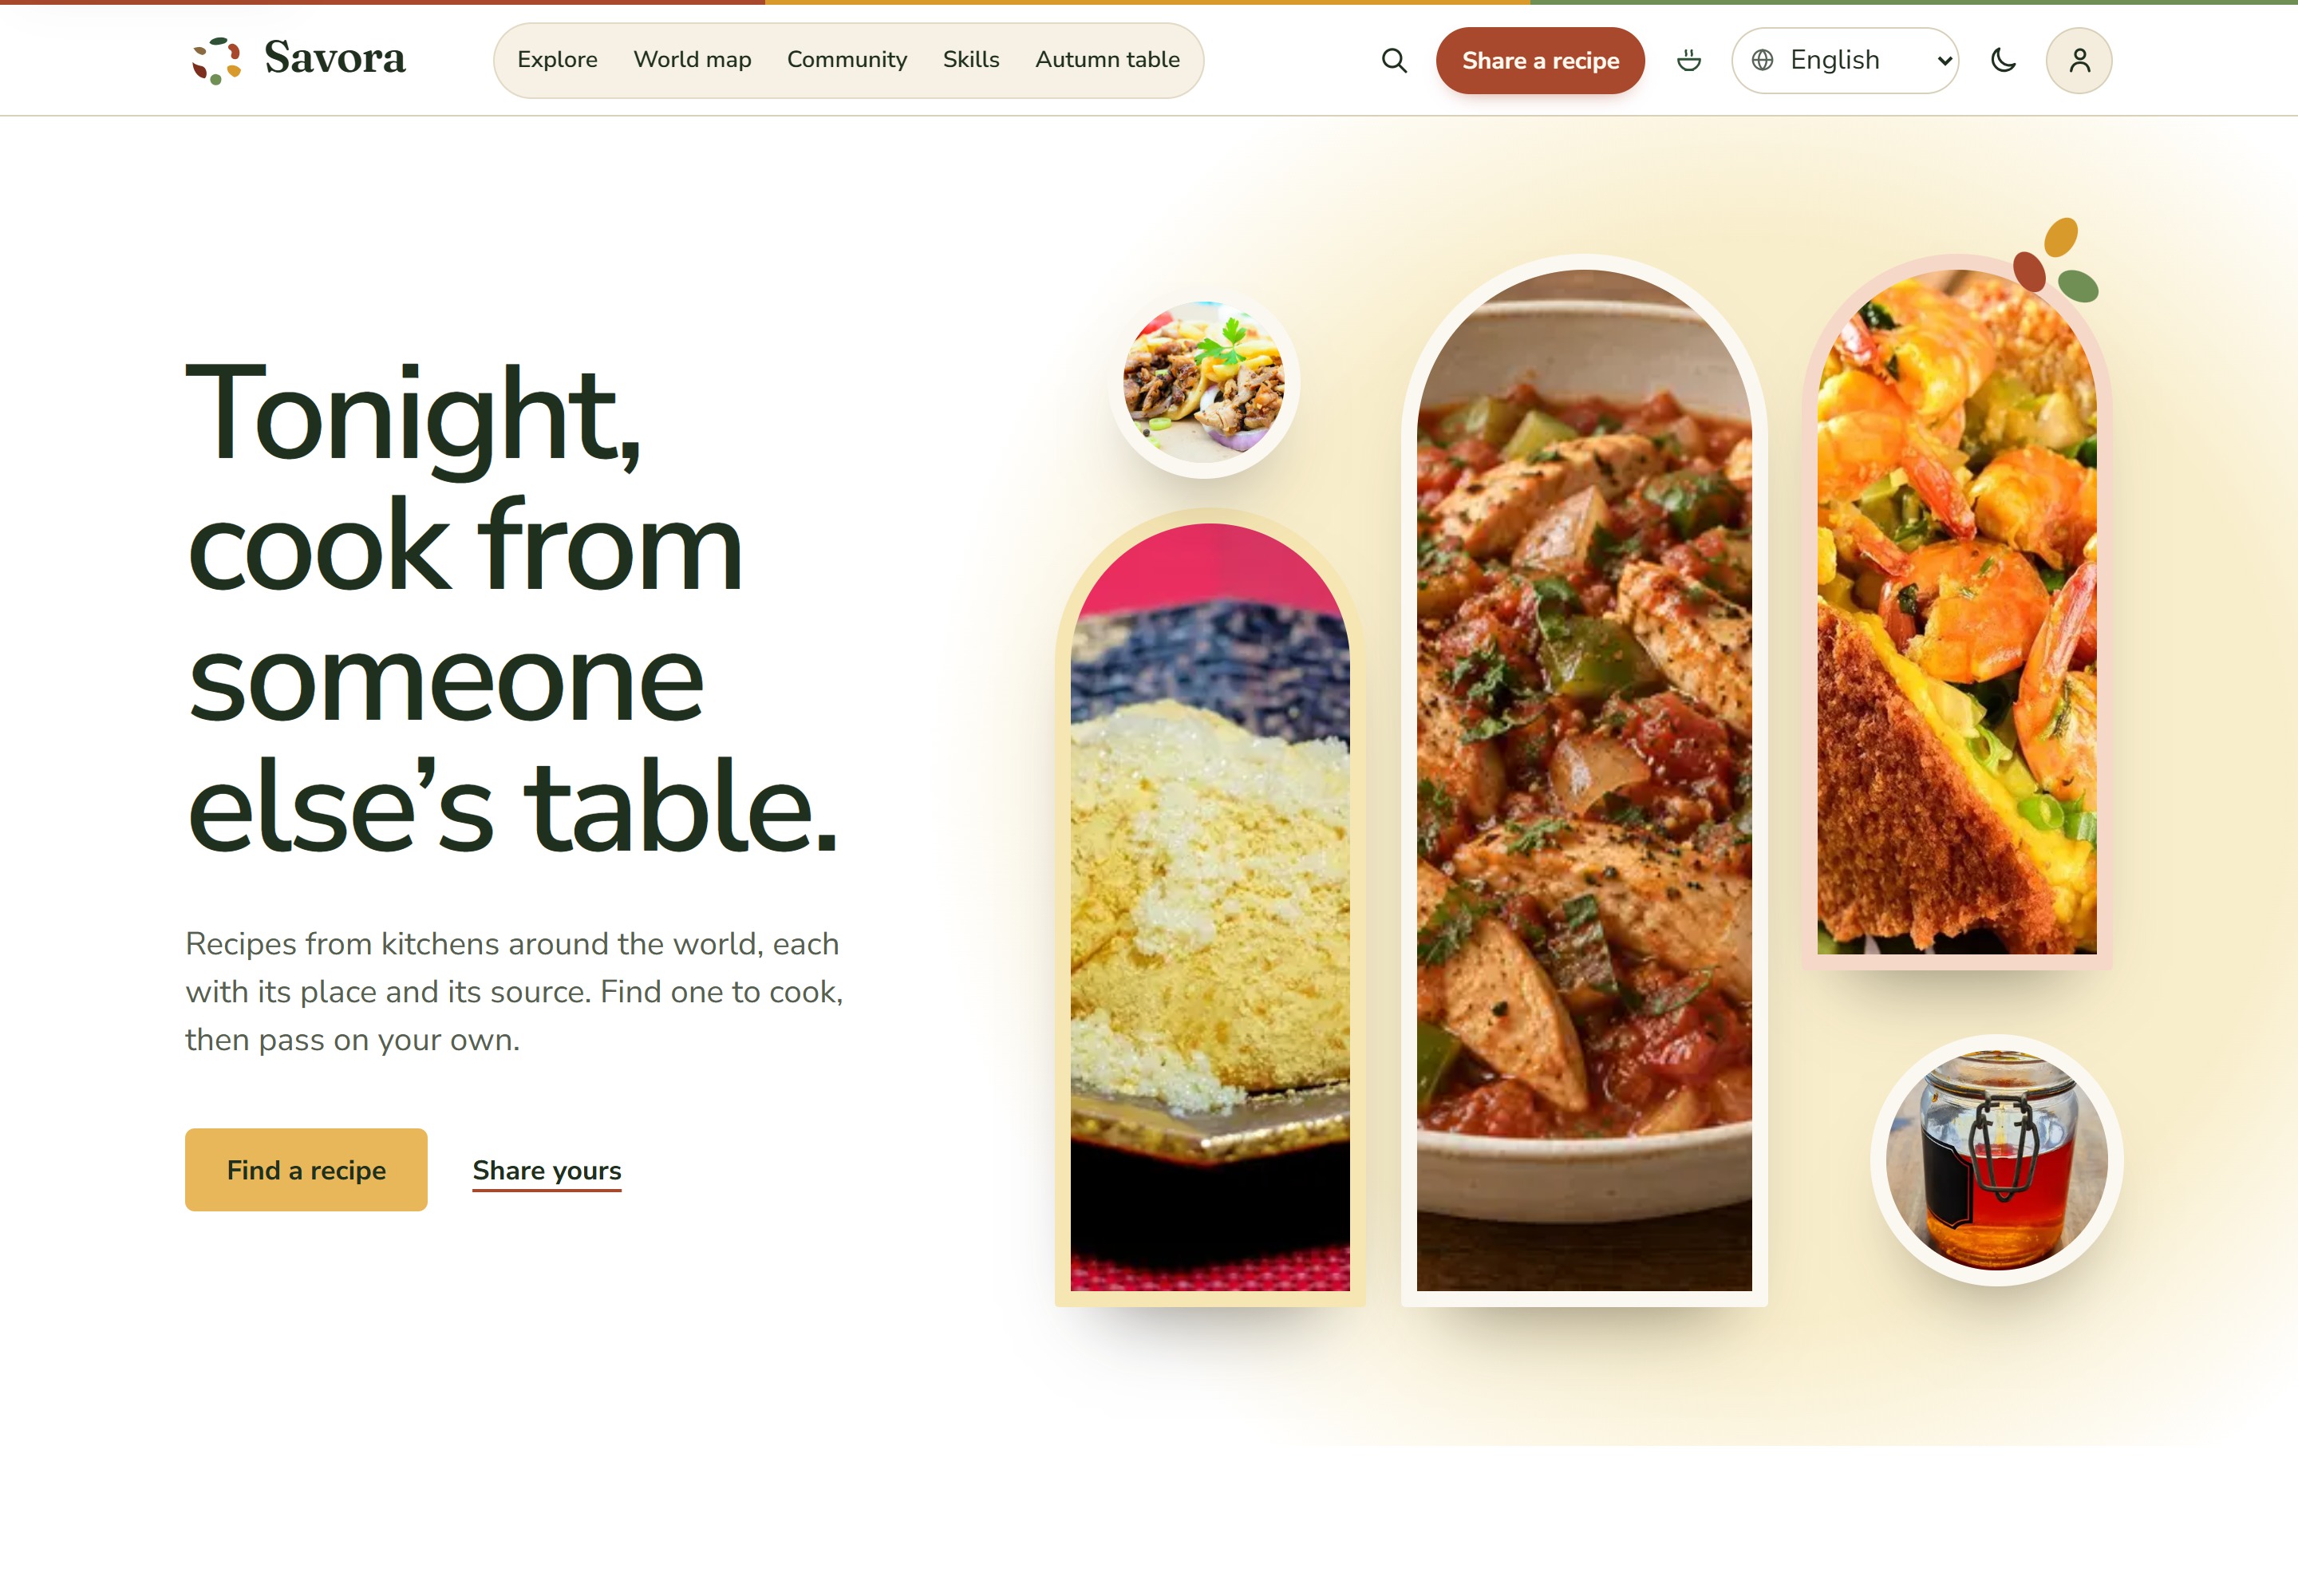 Savora
Explore
World map
Community
Skills
Autumn table
Share a recipe
English
Tonight,
cook from
someone
else’s table.
Recipes from kitchens around the world, each
with its place and its source. Find one to cook,
then pass on your own.
Find a recipe
Share yours